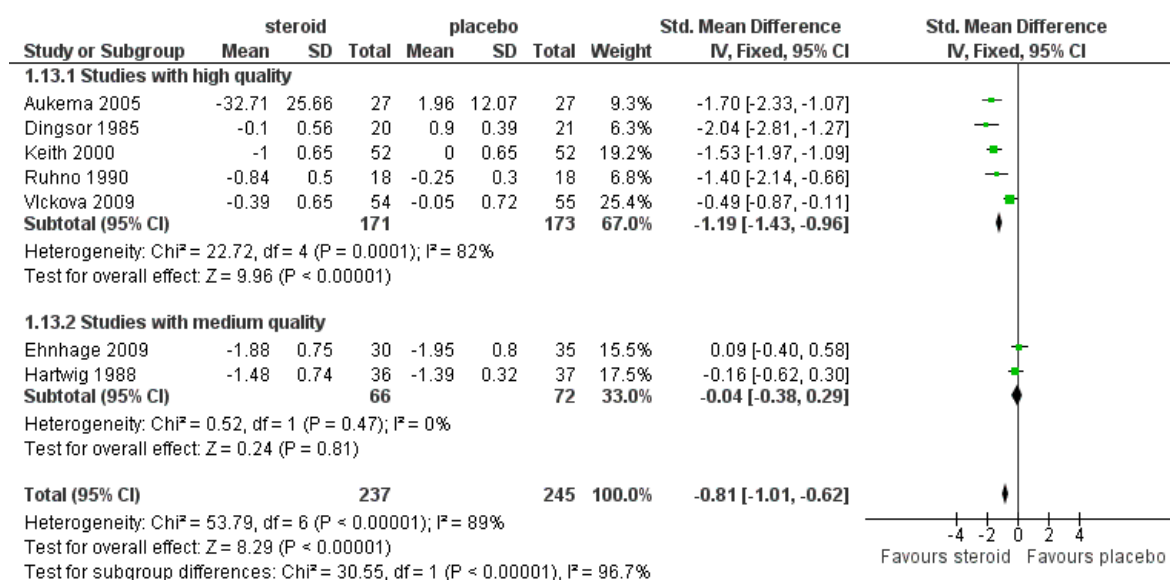 steroid placebo Std. Mean Difference Std. Mean Difference
Study or Subgroup Mean SD Total Mean SD Total Weight IV, Fixed, 95% CI IV, Fixed, 95% CI
1.13.1 Studies with high quality
Aukema 2005 -32.71 25.66 27 1.96 12.07 27 9.3% -1.70 [-2.33, -1.07]
Dingsor 1985 -0.1 0.56 20 0.9 0.39 21 6.3% -2.04 [-2.81, -1.27]
Keith 2000 -1 0.65 52 0 0.65 52 19.2% -1.53 [-1.97, -1.09]
Ruhno 1990 -0.84 0.5 18 -0.25 0.3 18 6.8% -1.40 [-2.14, -0.66]
Vlckova 2009 -0.39 0.65 54 -0.05 0.72 55 25.4% -0.49 [-0.87, -0.11]
Subtotal (95% CI) 171 173 67.0% -1.19 [-1.43, -0.96]
Heterogeneity: Chi² = 22.72, df = 4 (P = 0.0001); I² = 82%
Test for overall effect: Z = 9.96 (P < 0.00001)
1.13.2 Studies with medium quality
Ehnhage 2009 -1.88 0.75 30 -1.95 0.8 35 15.5% 0.09 [-0.40, 0.58]
Hartwig 1988 -1.48 0.74 36 -1.39 0.32 37 17.5% -0.16 [-0.62, 0.30]
Subtotal (95% CI) 66 72 33.0% -0.04 [-0.38, 0.29]
Heterogeneity: Chi² = 0.52, df = 1 (P = 0.47); I² = 0%
Test for overall effect: Z = 0.24 (P = 0.81)
Total (95% CI) 237 245 100.0% -0.81 [-1.01, -0.62]
Heterogeneity: Chi² = 53.79, df = 6 (P < 0.00001); I² = 89%
Test for overall effect: Z = 8.29 (P < 0.00001)
Test for subgroup differences: Chi² = 30.55, df = 1 (P < 0.00001), I² = 96.7%
-4 -2 0 2 4
Favours steroid Favours placebo